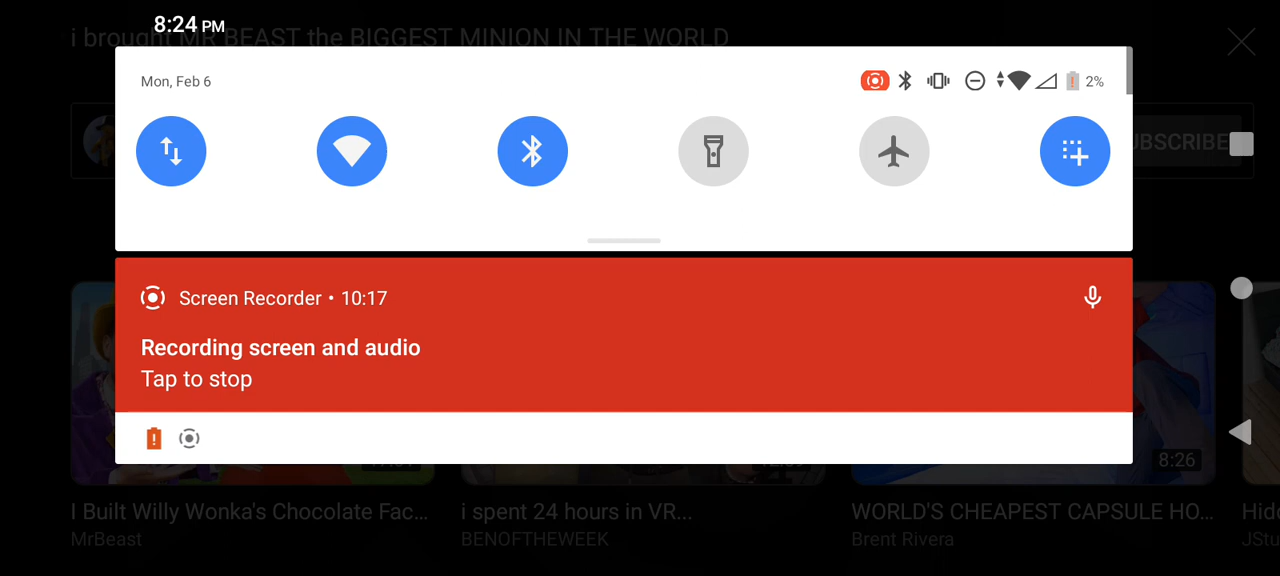 8:24 PM
i brought MR BEAST the BIGGEST MINION IN THE WORLD
Mon, Feb 6
2%
UBSCRIBE
Screen Recorder • 10:17
Recording screen and audio
Tap to stop
8:26
I Built Willy Wonka's Chocolate Fac...
MrBeast
i spent 24 hours in VR...
BENOFTHEWEEK
WORLD'S CHEAPEST CAPSULE HO...
Brent Rivera
Hid
JStu